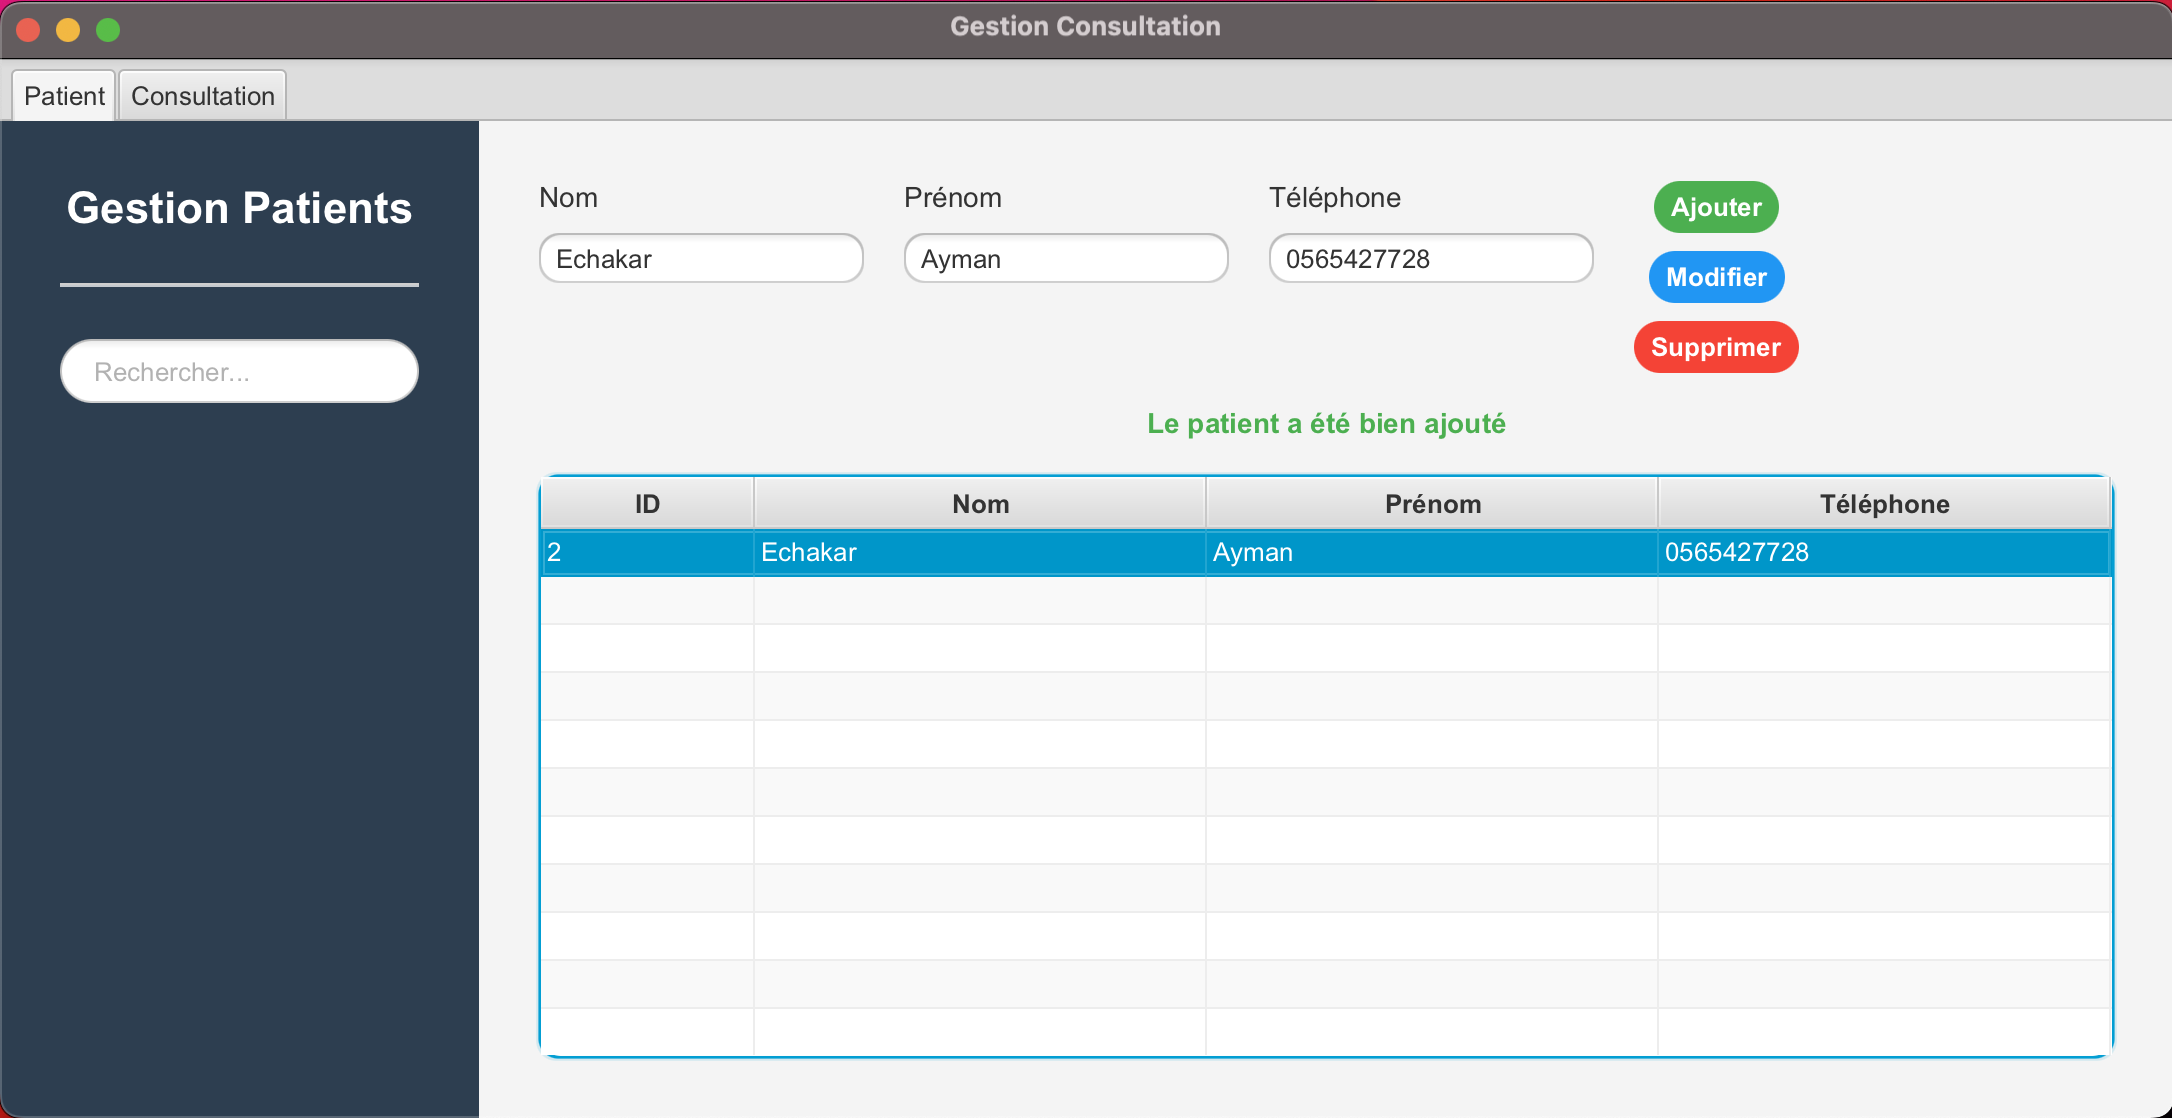 Gestion Consultation
Patient Consultation
Gestion Patients
Rechercher...
Nom Prénom Téléphone
Echakar Ayman 0565427728
Ajouter
Modifier
Supprimer
Le patient a été bien ajouté
ID Nom Prénom Téléphone
2 Echakar Ayman 0565427728